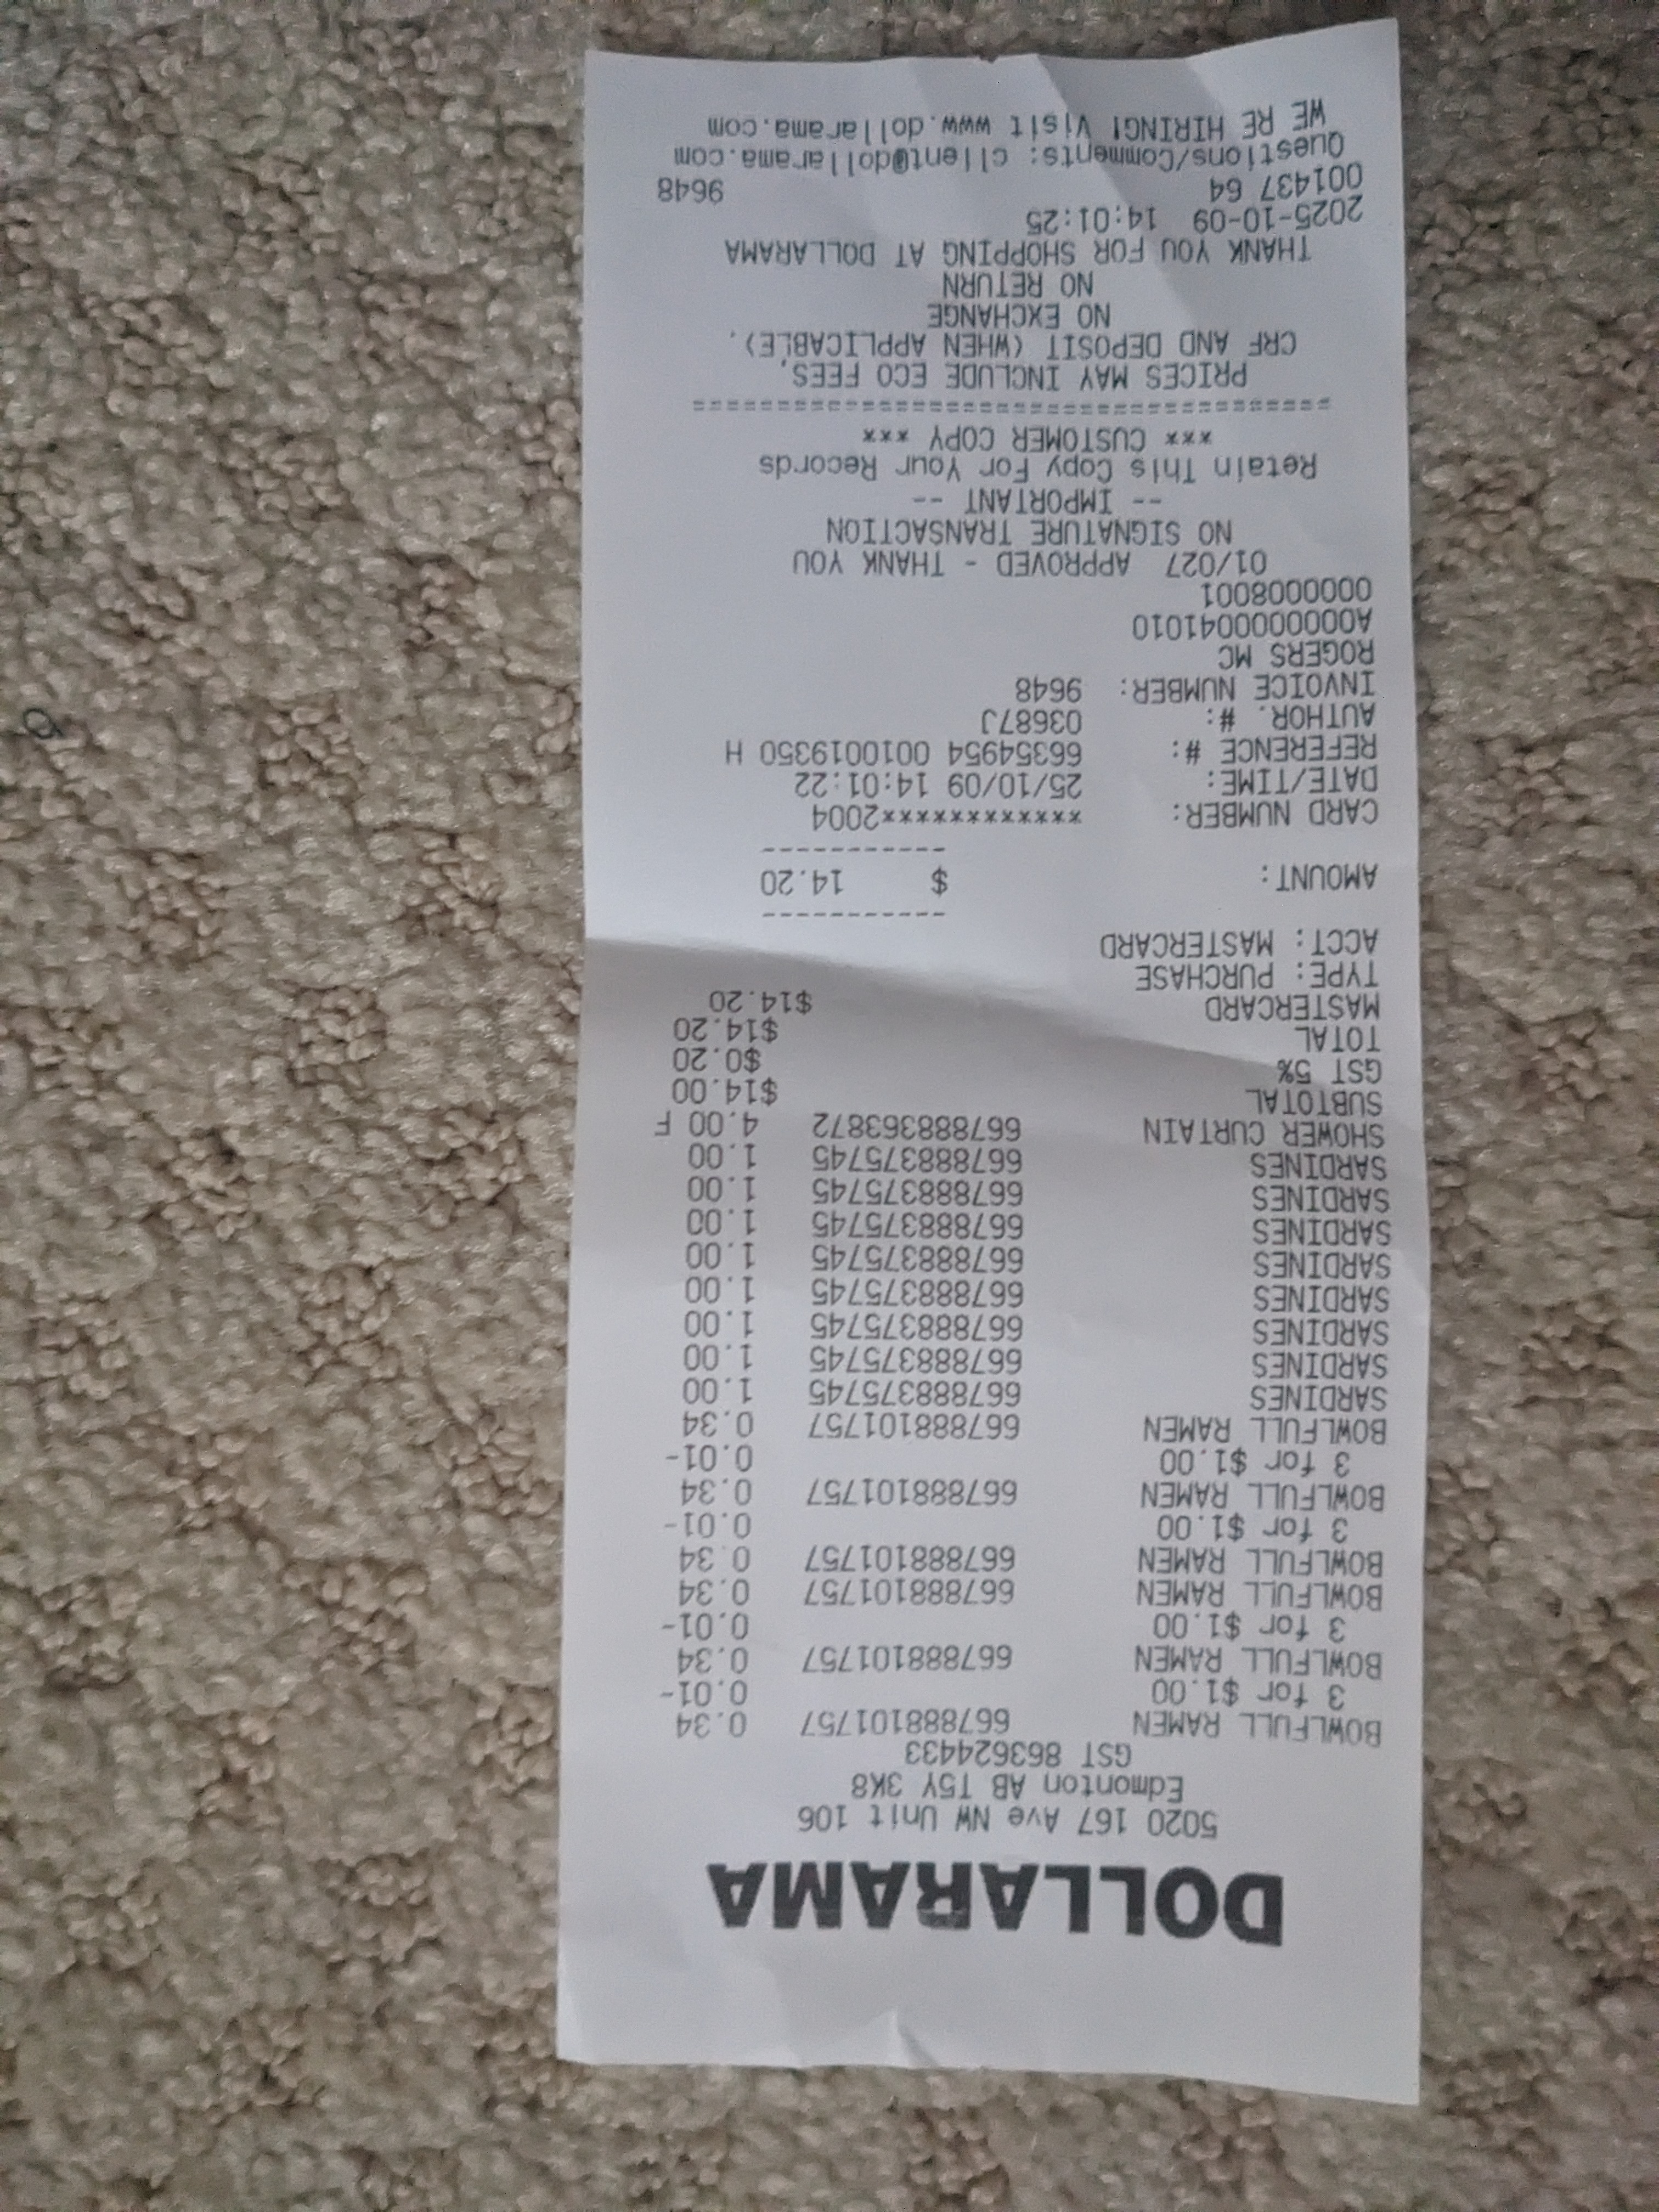 DOLLARAMA
5020 167 Ave NW Unit 106
Edmonton AB T5Y 3K8
GST 863624433
BOWLFULL RAMEN 667888101757 0.34
3 for $1.00 0.01-
BOWLFULL RAMEN 667888101757 0.34
3 for $1.00 0.01-
BOWLFULL RAMEN 667888101757 0.34
BOWLFULL RAMEN 667888101757 0.34
3 for $1.00 0.01-
BOWLFULL RAMEN 667888101757 0.34
3 for $1.00 0.01-
BOWLFULL RAMEN 667888101757 0.34
SARDINES 667888375745 1.00
SARDINES 667888375745 1.00
SARDINES 667888375745 1.00
SARDINES 667888375745 1.00
SARDINES 667888375745 1.00
SARDINES 667888375745 1.00
SARDINES 667888375745 1.00
SARDINES 667888375745 1.00
SHOWER CURTAIN 667888363872 4.00 F
SUBTOTAL $14.00
GST 5% $0.20
TOTAL $14.20
MASTERCARD $14.20
TYPE: PURCHASE
ACCT: MASTERCARD
-----------
AMOUNT: $ 14.20
-----------
CARD NUMBER: ************2004
DATE/TIME: 25/10/09 14:01:22
REFERENCE #: 66354954 0010019350 H
AUTHOR. #: 03687J
INVOICE NUMBER: 9648
ROGERS MC
A0000000041010
0000008001
01/027 APPROVED - THANK YOU
NO SIGNATURE TRANSACTION
-- IMPORTANT --
Retain This Copy For Your Records
*** CUSTOMER COPY ***
======================================
PRICES MAY INCLUDE ECO FEES,
CRF AND DEPOSIT (WHEN APPLICABLE).
NO EXCHANGE
NO RETURN
THANK YOU FOR SHOPPING AT DOLLARAMA
2025-10-09 14:01:25
001437 64 9648
Questions/Comments: client@dollarama.com
WE RE HIRING! Visit www.dollarama.com